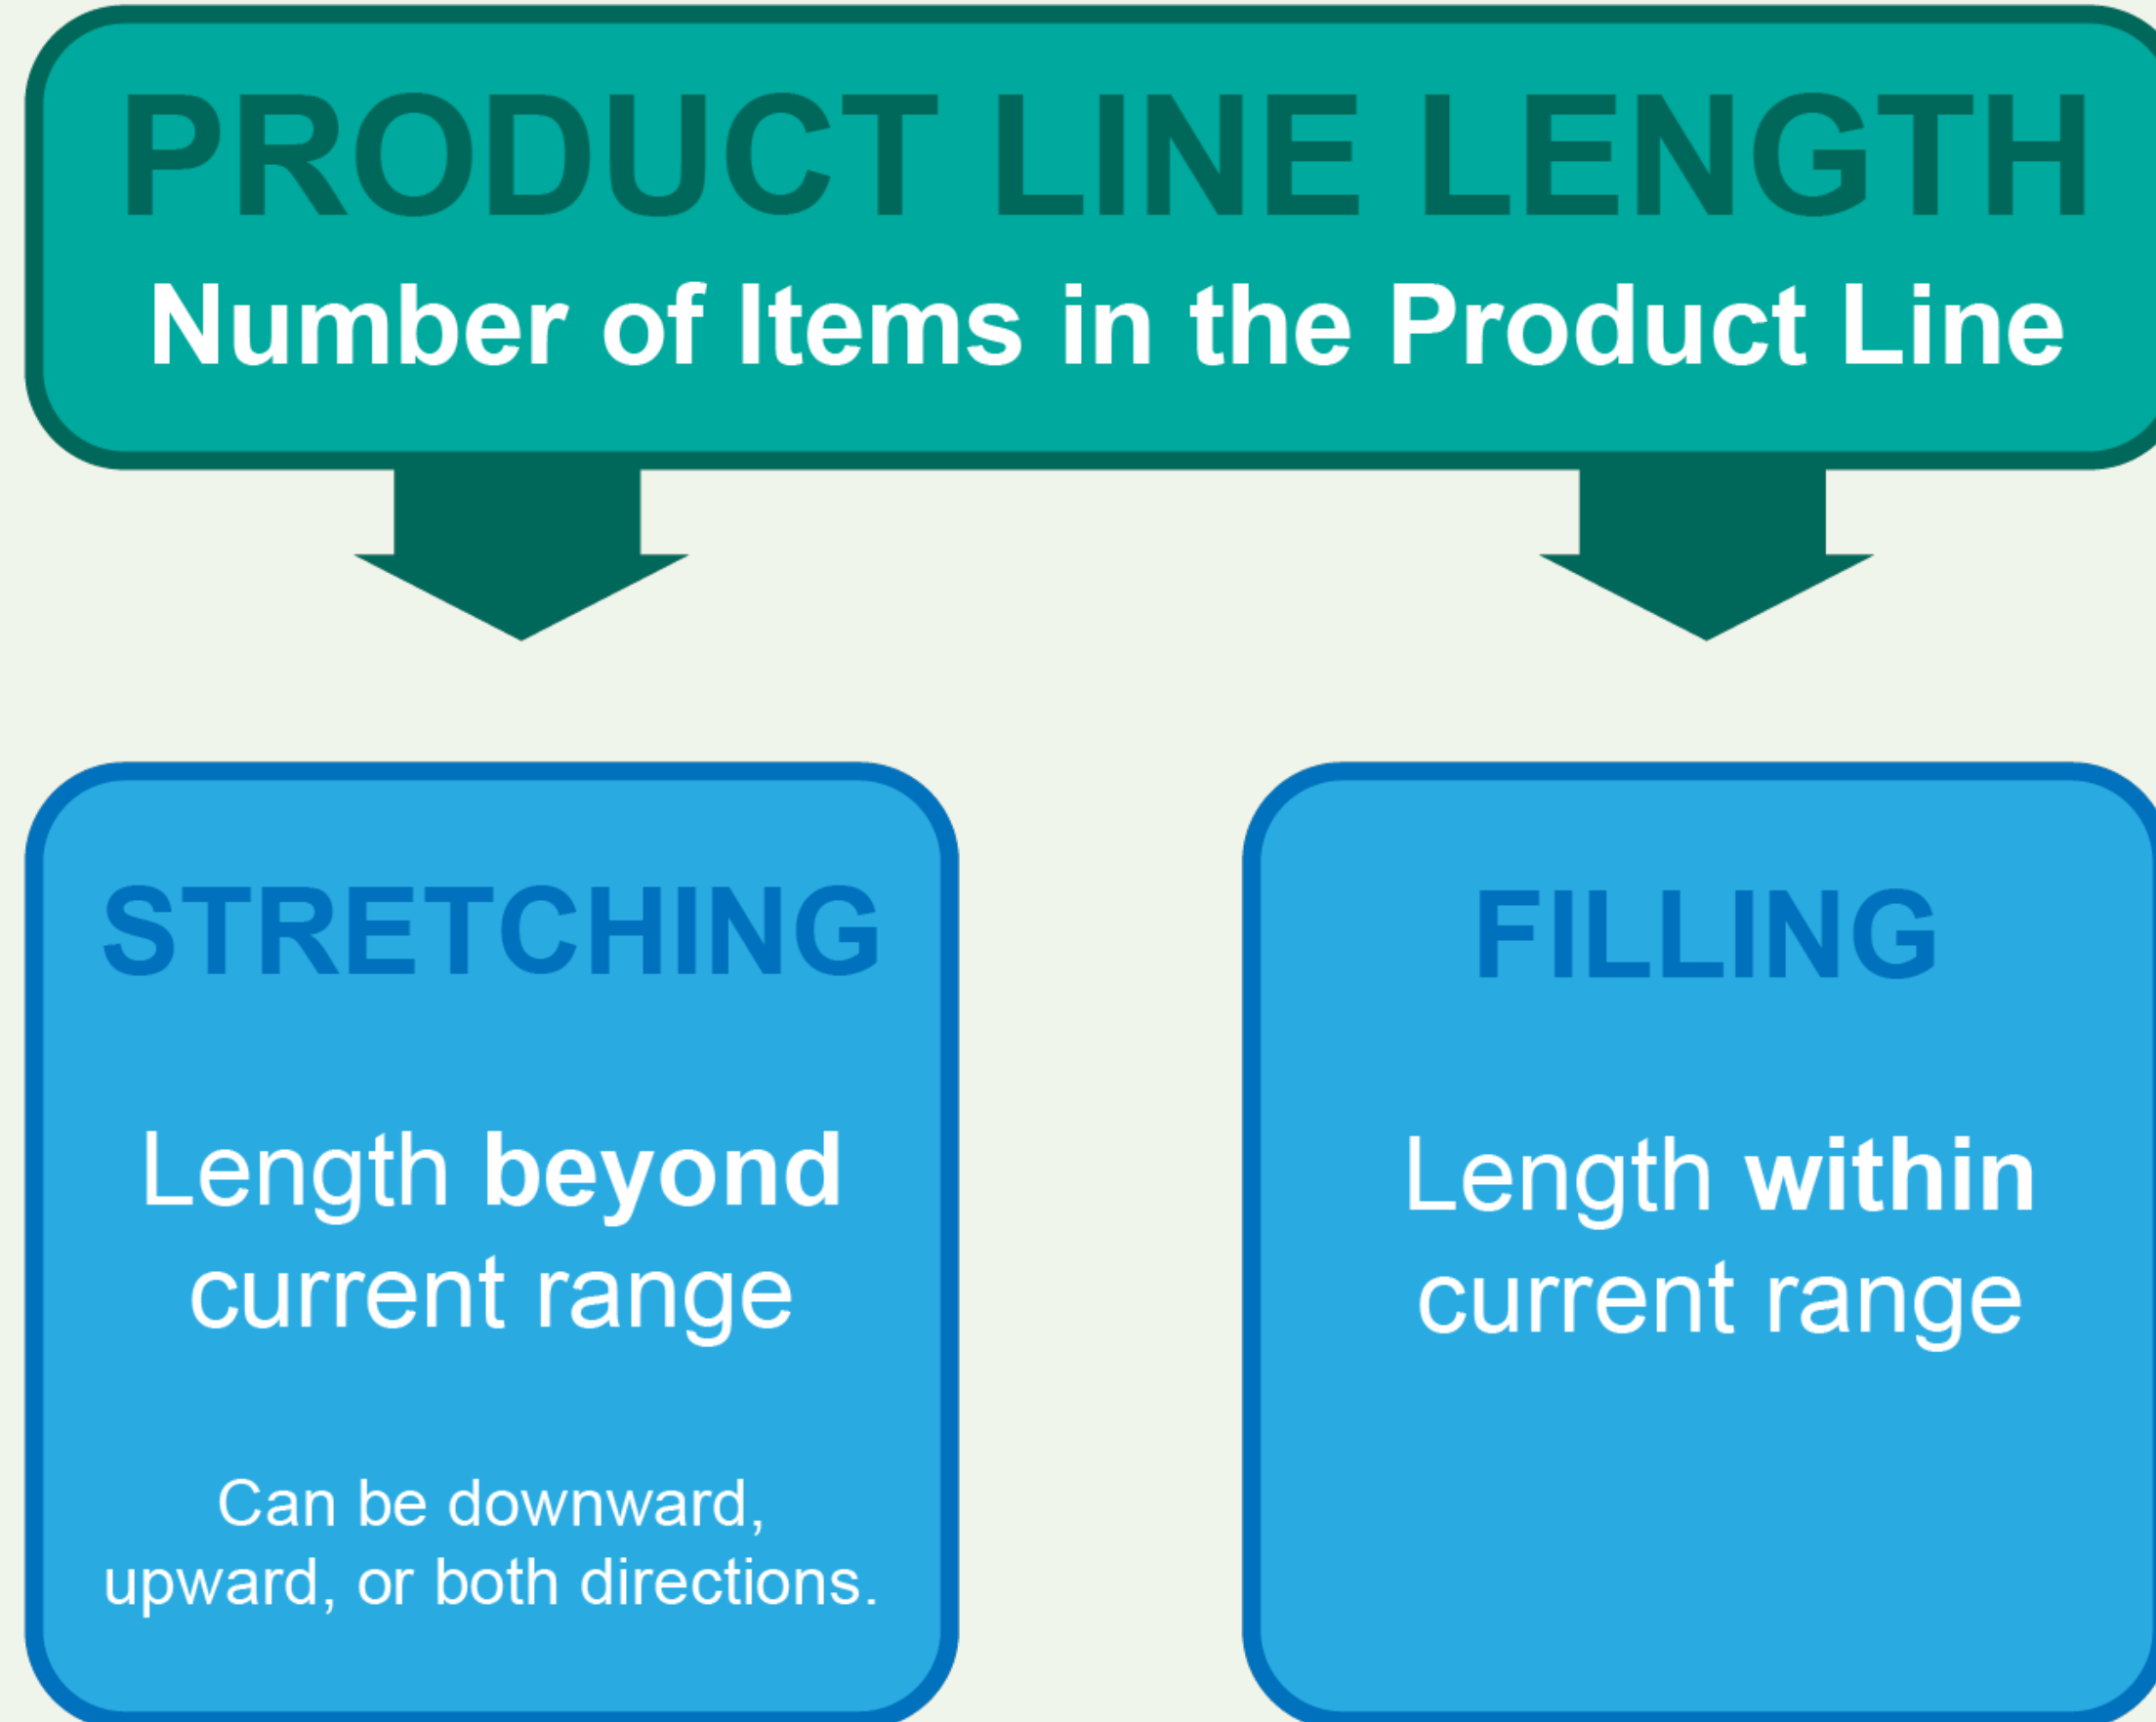 PRODUCT LINE LENGTH
Number of Items in the Product Line
STRETCHING
Length beyond
current range
Can be downward,
upward, or both directions.
FILLING
Length within
current range